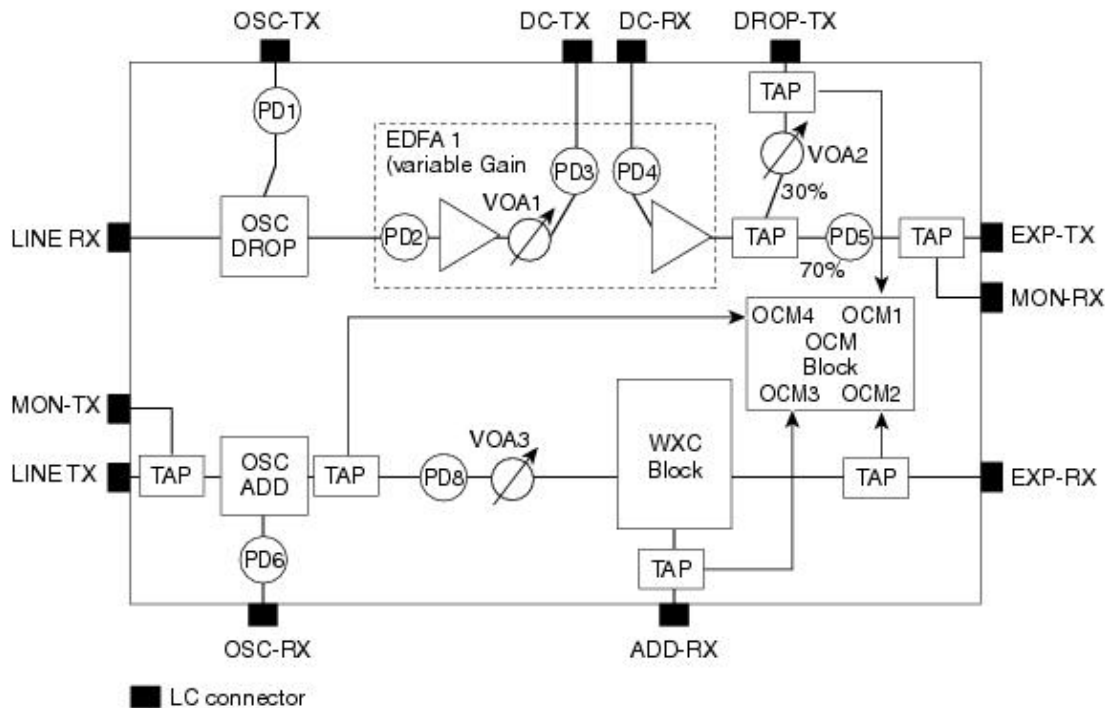 OSC-TX
DC-TX
DC-RX
DROP-TX
TAP
PD1
EDFA 1
(variable Gain
PD3
PD4
VOA2
VOA1
30%
LINE RX
OSC
DROP
PD2
TAP
PD5
TAP
EXP-TX
70%
MON-RX
OCM4
OCM1
OCM
Block
OCM3
OCM2
MON-TX
VOA3
WXC
Block
LINE TX
TAP
OSC
ADD
TAP
PD8
TAP
EXP-RX
PD6
TAP
OSC-RX
ADD-RX
LC connector